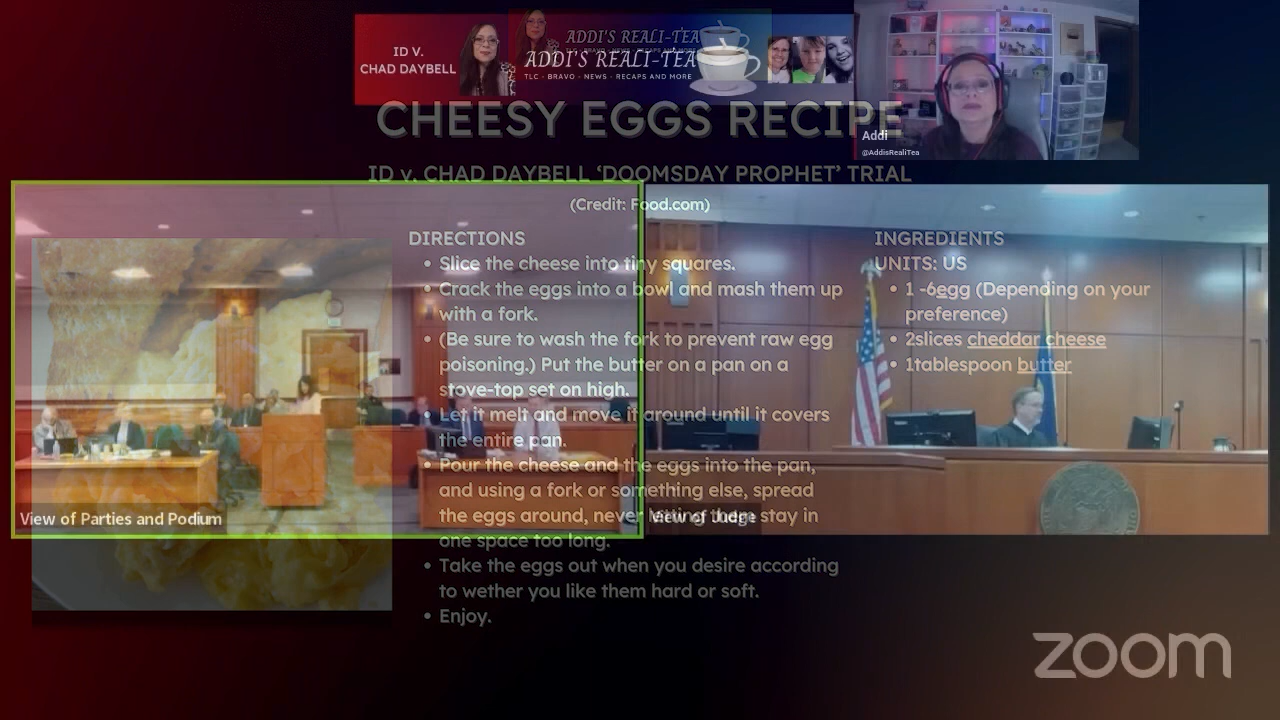 ID V.
CHAD DAYBELL
ADDI'S REALI-TEA
ADDI'S REALI-TEA
TLC - BRAVO - NEWS - RECAPS AND MORE
Addi
@AddisRealiTea
CHEESY EGGS RECIPE
ID v. CHAD DAYBELL ‘DOOMSDAY PROPHET’ TRIAL
(Credit: Food.com)
DIRECTIONS
• Slice the cheese into tiny squares.
• Crack the eggs into a bowl and mash them up
with a fork.
• (Be sure to wash the fork to prevent raw egg
poisoning.) Put the butter on a pan on a
stove-top set on high.
• Let it melt and move it around until it covers
the entire pan.
• Pour the cheese and the eggs into the pan,
and using a fork or something else, spread
the eggs around, never letting them stay in
one space too long.
• Take the eggs out when you desire according
to wether you like them hard or soft.
• Enjoy.
INGREDIENTS
UNITS: US
• 1 -6egg (Depending on your
preference)
• 2slices cheddar cheese
• 1tablespoon butter
View of Parties and Podium
View of Judge
zoom